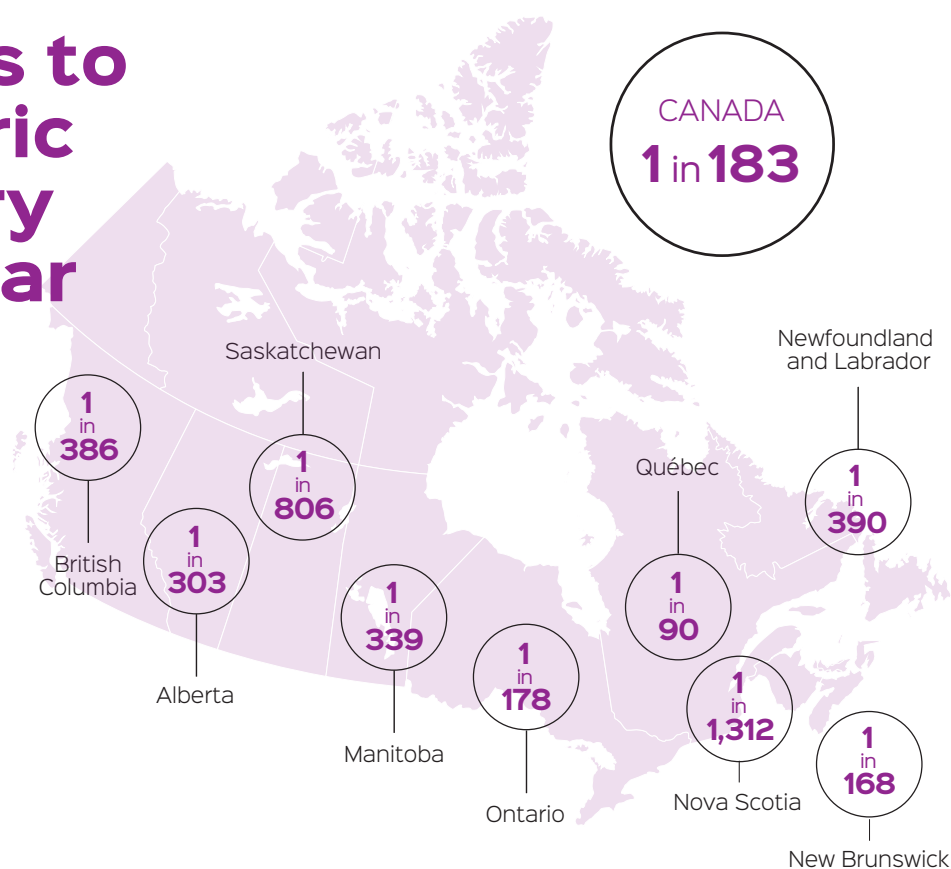 s to
ric
ry
ar
CANADA
1 in 183
Saskatchewan
Newfoundland
and Labrador
1
in
386
1
in
806
Québec
1
in
390
British
Columbia
1
in
303
1
in
339
1
in
90
1
in
178
Alberta
1
in
1,312
1
in
168
Manitoba
Ontario
Nova Scotia
New Brunswick